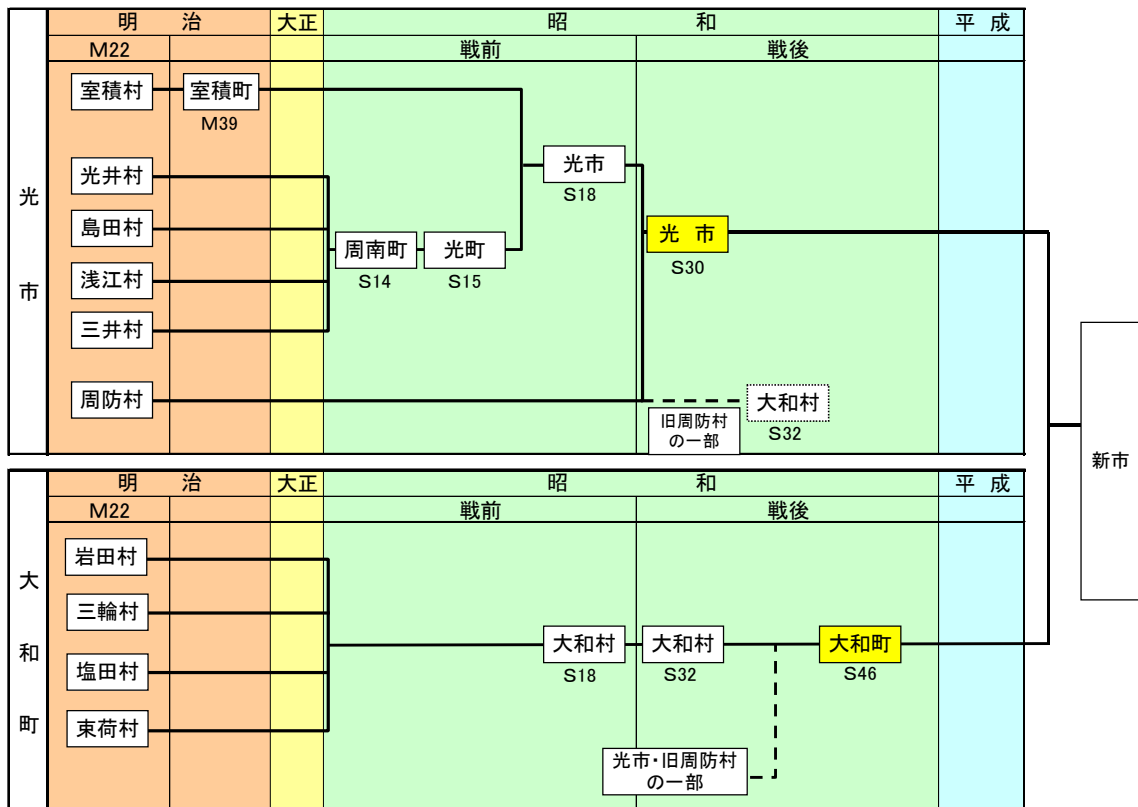 光市
明 治
大正
昭 和
平 成
M22
戦前
戦後
室積村
室積町
M39
光井村
島田村
浅江村
三井村
周防村
周南町
S14
光町
S15
光市
S18
光 市
S30
旧周防村
の一部
大和村
S32
新市
大和町
明 治
大正
昭 和
平 成
M22
戦前
戦後
岩田村
三輪村
塩田村
束荷村
大和村
S18
大和村
S32
大和町
S46
光市・旧周防村
の一部